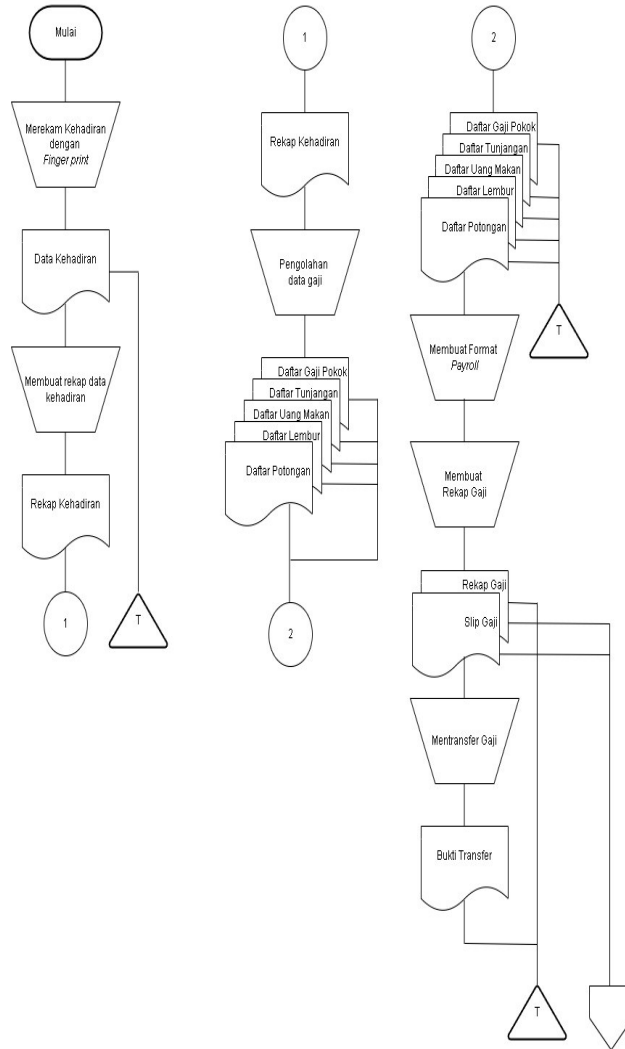 Mulai
Merekam Kehadiran
dengan
Finger print
Data Kehadiran
Membuat rekap data
kehadiran
Rekap Kehadiran
1
T
1
Rekap Kehadiran
Pengolahan
data gaji
Daftar Gaji Pokok
Daftar Tunjangan
Daftar Uang Makan
Daftar Lembur
Daftar Potongan
2
2
Daftar Gaji Pokok
Daftar Tunjangan
Daftar Uang Makan
Daftar Lembur
Daftar Potongan
T
Membuat Format
Payroll
Membuat
Rekap Gaji
Rekap Gaji
Slip Gaji
Mentransfer Gaji
Bukti Transfer
T